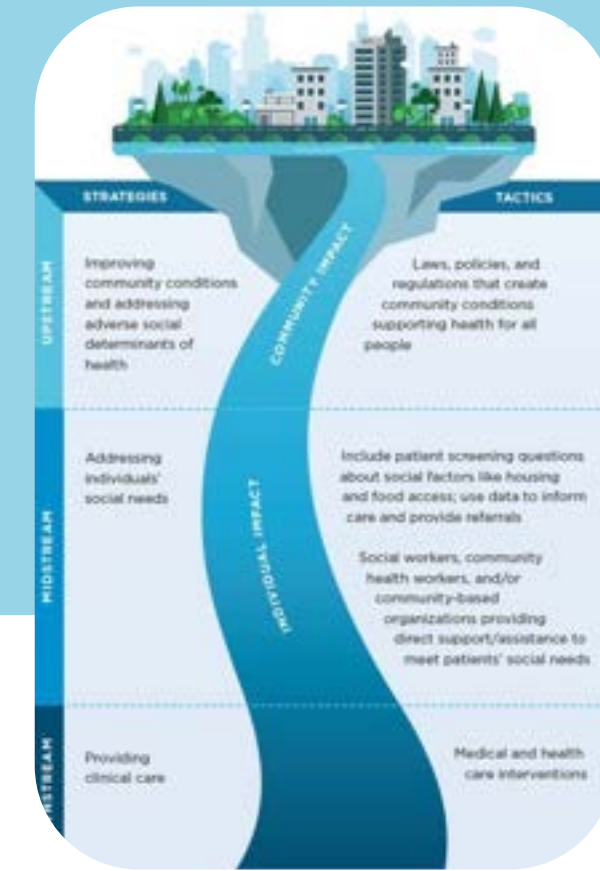 STRATEGIES
TACTICS
UPSTREAM
Improving
community conditions
and addressing
adverse social
determinants of
health
COMMUNITY IMPACT
Laws, policies, and
regulations that create
community conditions
supporting health for all
people
MIDSTREAM
Addressing
individuals'
social needs
INDIVIDUAL IMPACT
Include patient screening questions
about social factors like housing
and food access; use data to inform
care and provide referrals
Social workers, community
health workers, and/or
community-based
organizations providing
direct support/assistance to
meet patients' social needs
NSTREAM
Providing
clinical care
Medical and health
care interventions